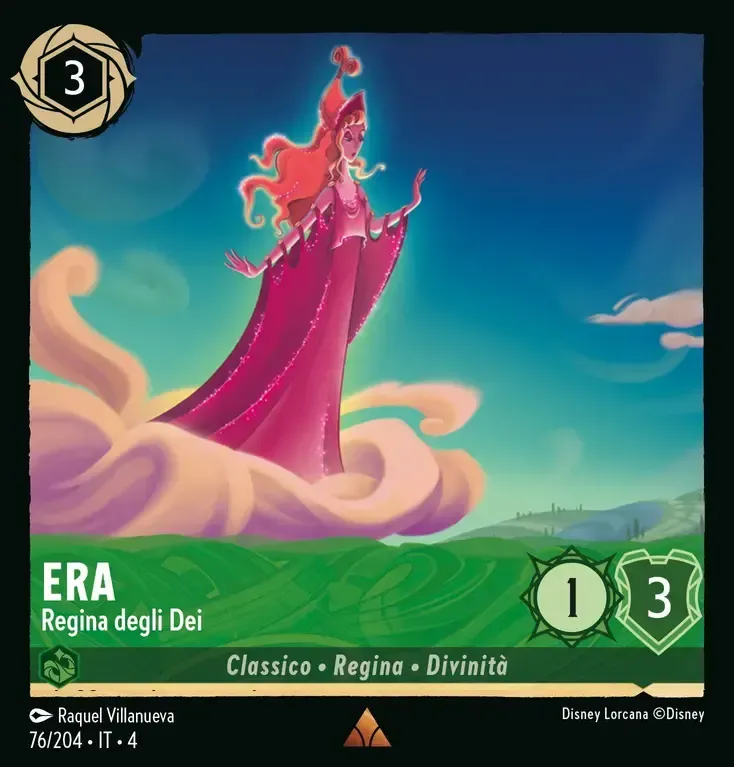 3
ERA
Regina degli Dei
1
3
Classico • Regina • Divinità
Raquel Villanueva
Disney Lorcana ©Disney
76/204 • IT • 4